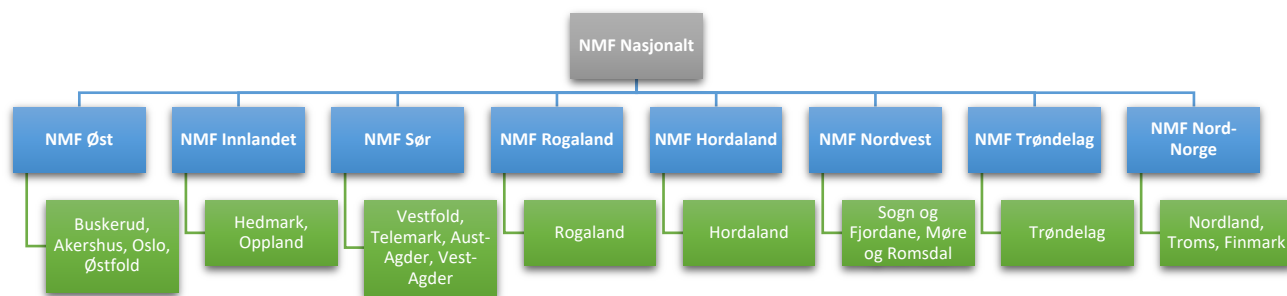 NMF Nasjonalt
NMF Øst
NMF Innlandet
NMF Sør
NMF Rogaland
NMF Hordaland
NMF Nordvest
NMF Trøndelag
NMF Nord-
Norge
Buskerud,
Akershus, Oslo,
Østfold
Hedmark,
Oppland
Vestfold,
Telemark, Aust-
Agder, Vest-
Agder
Rogaland
Hordaland
Sogn og
Fjordane, Møre
og Romsdal
Trøndelag
Nordland,
Troms, Finmark